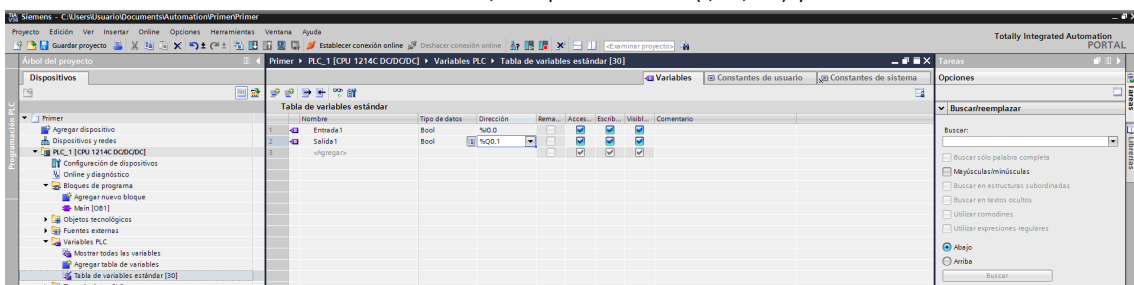 Siemens - C:\Users\Usuario\Documents\Automation\Primer\Primer
Proyecto Edición Ver Insertar Online Opciones Herramientas Ventana Ayuda
Guardar proyecto Establecer conexión online Deshacer conexión online <Examinar proyecto>
Totally Integrated Automation
PORTAL
Árbol del proyecto
Primer ▸ PLC_1 [CPU 1214C DC/DC/DC] ▸ Variables PLC ▸ Tabla de variables estándar [30]
Tareas
Dispositivos
Variables Constantes de usuario Constantes de sistema
Opciones
Programación PLC
Tareas
Librerías
Tabla de variables estándar
Nombre Tipo de datos Dirección Rema... Acces... Escrib... Visibl... Comentario
1 Entrada1 Bool %I0.0
2 Salida1 Bool %Q0.1
3 <Agregar>
Primer
Agregar dispositivo
Dispositivos y redes
PLC_1 [CPU 1214C DC/DC/DC]
Configuración de dispositivos
Online y diagnóstico
Bloques de programa
Agregar nuevo bloque
Main [OB1]
Objetos tecnológicos
Fuentes externas
Variables PLC
Mostrar todas las variables
Agregar tabla de variables
Tabla de variables estándar [30]
Buscar/reemplazar
Buscar:
Buscar sólo palabra completa
Mayúsculas/minúsculas
Buscar en estructuras subordinadas
Buscar en textos ocultos
Utilizar comodines
Utilizar expresiones regulares
Abajo
Arriba
Buscar